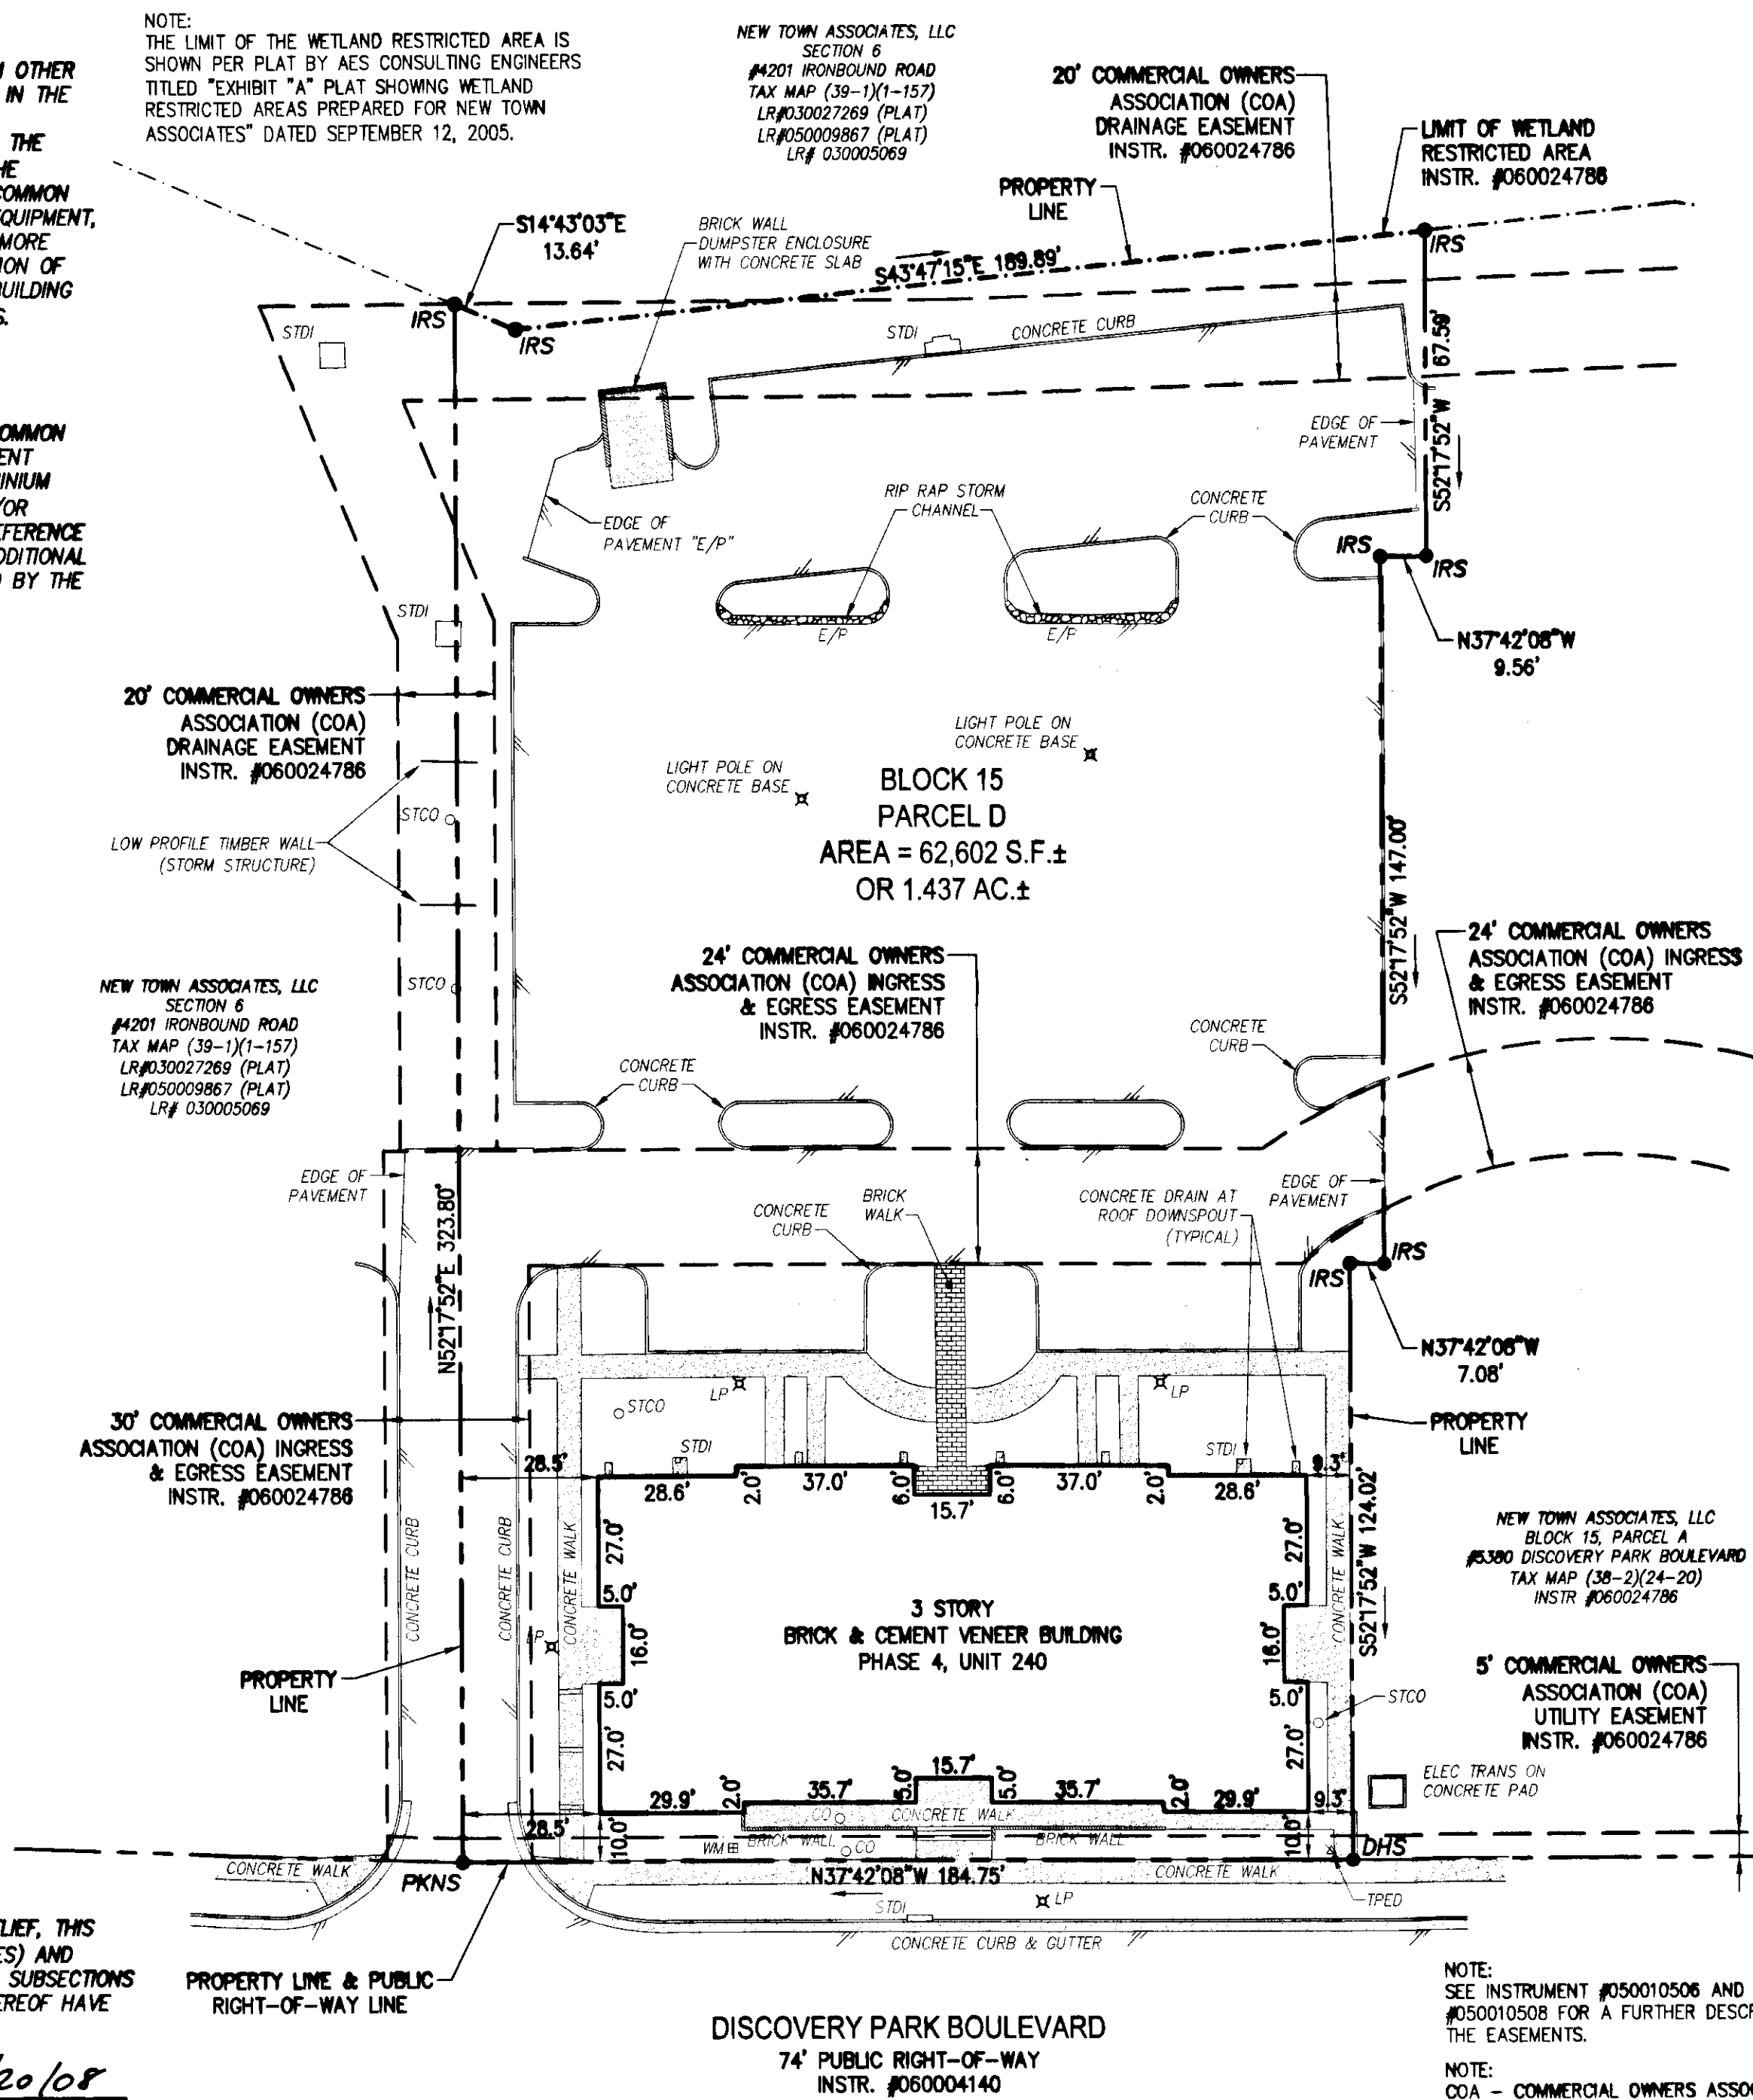 NOTE:
THE LIMIT OF THE WETLAND RESTRICTED AREA IS
SHOWN PER PLAT BY AES CONSULTING ENGINEERS
TITLED "EXHIBIT "A" PLAT SHOWING WETLAND
RESTRICTED AREAS PREPARED FOR NEW TOWN
ASSOCIATES" DATED SEPTEMBER 12, 2005.
OTHER
IN THE
THE
COMMON
EQUIPMENT,
MORE
OF
BUILDING
COMMON
REFERENCE
ADDITIONAL
BY THE
NEW TOWN ASSOCIATES, LLC
SECTION 6
#4201 IRONBOUND ROAD
TAX MAP (39-1)(1-157)
LR#030027269 (PLAT)
LR#050009867 (PLAT)
LR# 030005069
20' COMMERCIAL OWNERS
ASSOCIATION (COA)
DRAINAGE EASEMENT
INSTR. #060024786
LIMIT OF WETLAND
RESTRICTED AREA
INSTR. #060024786
PROPERTY
LINE
S14°43'03"E
13.64'
BRICK WALL
DUMPSTER ENCLOSURE
WITH CONCRETE SLAB
S43°47'15"E 189.89'
IRS
IRS
IRS
STDI
STDI
CONCRETE CURB
67.59'
S52°17'52"W
EDGE OF
PAVEMENT
RIP RAP STORM
CHANNEL
CONCRETE
CURB
EDGE OF
PAVEMENT "E/P"
IRS
IRS
STDI
E/P
E/P
N37°42'08"W
9.56'
20' COMMERCIAL OWNERS
ASSOCIATION (COA)
DRAINAGE EASEMENT
INSTR. #060024786
LIGHT POLE ON
CONCRETE BASE
LIGHT POLE ON
CONCRETE BASE
BLOCK 15
PARCEL D
AREA = 62,602 S.F.±
OR 1.437 AC.±
STCO
LOW PROFILE TIMBER WALL
(STORM STRUCTURE)
S52°17'52"W 147.00'
24' COMMERCIAL OWNERS
ASSOCIATION (COA) INGRESS
& EGRESS EASEMENT
INSTR. #060024786
24' COMMERCIAL OWNERS
ASSOCIATION (COA) INGRESS
& EGRESS EASEMENT
INSTR. #060024786
NEW TOWN ASSOCIATES, LLC
SECTION 6
#4201 IRONBOUND ROAD
TAX MAP (39-1)(1-157)
LR#030027269 (PLAT)
LR#050009867 (PLAT)
LR# 030005069
STCO
CONCRETE
CURB
CONCRETE
CURB
EDGE OF
PAVEMENT
N52°17'52"E 323.80'
CONCRETE
CURB
BRICK
WALK
CONCRETE DRAIN AT
ROOF DOWNSPOUT
(TYPICAL)
EDGE OF
PAVEMENT
IRS
IRS
N37°42'08"W
7.08'
LP
LP
STCO
PROPERTY
LINE
30' COMMERCIAL OWNERS
ASSOCIATION (COA) INGRESS
& EGRESS EASEMENT
INSTR. #060024786
STDI
STDI
28.5'
28.6'
2.0'
37.0'
6.0'
15.7'
6.0'
37.0'
2.0'
28.6'
9.3'
S52°17'52"W 124.02'
NEW TOWN ASSOCIATES, LLC
BLOCK 15, PARCEL A
#5380 DISCOVERY PARK BOULEVARD
TAX MAP (38-2)(24-20)
INSTR #060024786
CONCRETE CURB
CONCRETE CURB
CONCRETE WALK
CONCRETE WALK
27.0'
27.0'
5.0'
5.0'
16.0'
16.0'
5.0'
5.0'
27.0'
27.0'
LP
3 STORY
BRICK & CEMENT VENEER BUILDING
PHASE 4, UNIT 240
PROPERTY
LINE
STCO
5' COMMERCIAL OWNERS
ASSOCIATION (COA)
UTILITY EASEMENT
INSTR. #060024786
ELEC TRANS ON
CONCRETE PAD
29.9'
2.0'
35.7'
5.0'
15.7'
5.0'
35.7'
2.0'
29.9'
9.3'
28.5'
10.0'
10.0'
CO
CONCRETE WALK
WM
BRICK WALL
CO
BRICK WALL
CONCRETE WALK
PKNS
N37°42'08"W 184.75'
CONCRETE WALK
DHS
STDI
LP
TPED
CONCRETE CURB & GUTTER
THIS
AND
SUBSECTIONS
HAVE
20/08
PROPERTY LINE & PUBLIC
RIGHT-OF-WAY LINE
DISCOVERY PARK BOULEVARD
74' PUBLIC RIGHT-OF-WAY
INSTR. #060004140
NOTE:
SEE INSTRUMENT #050010506 AND
#050010508 FOR A FURTHER
THE EASEMENTS.
NOTE:
COA - COMMERCIAL OWNERS